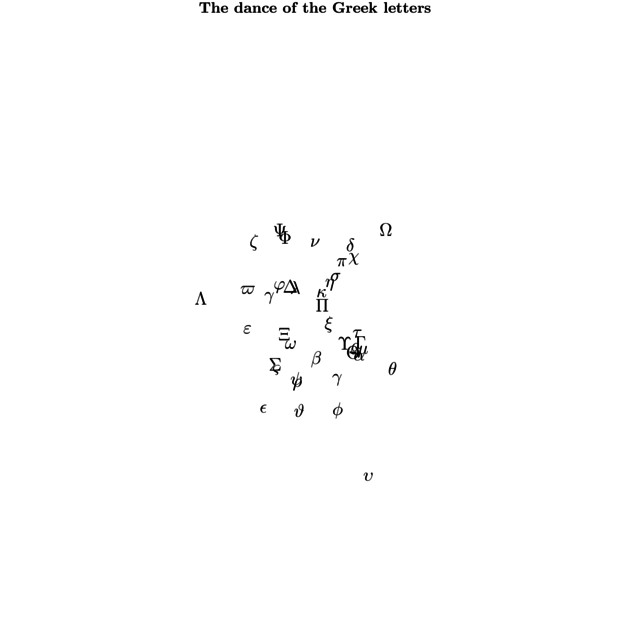 The dance of the Greek letters
Ω
Ψ
Φ
ζ ν δ
π χ
σ
η
ϖ γ φ Δ λ κ
Λ Π
ξ
ε Ξ τ
ω Υ Γ
μ
β α
Σ θ
ς
ψ γ
ϵ ϑ ϕ
υ